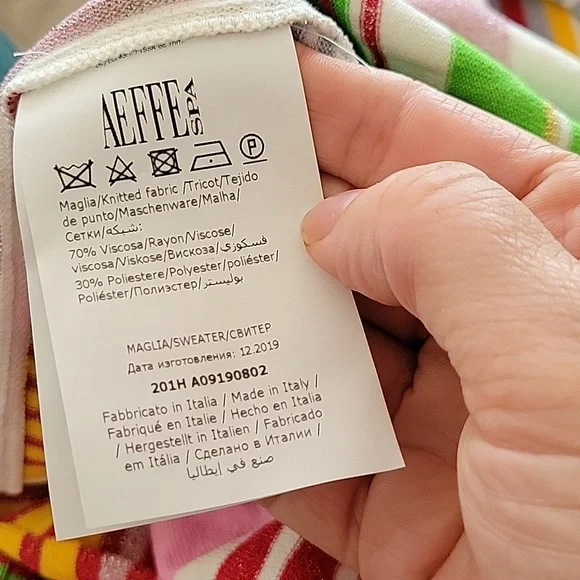 AEFFE SPA
P
Maglia/Knitted fabric /Tricot/Tejido
de punto/Maschenware/Malha/
Сетки/شبكه:
70% Viscosa/Rayon/Viscose/
viscosa/Viskose/Вискоза/فسكوزي/
30% Poliestere/Polyester/poliéster/
Poliéster/Полиэстер/بوليستر
MAGLIA/SWEATER/СВИТЕР
Дата изготовления: 12.2019
201H A09190802
Fabbricato in Italia / Made in Italy /
Fabriqué en Italie / Hecho en Italia
/ Hergestellt in Italien / Fabricado
em Itália / Сделано в Италии /
صنع في إيطاليا